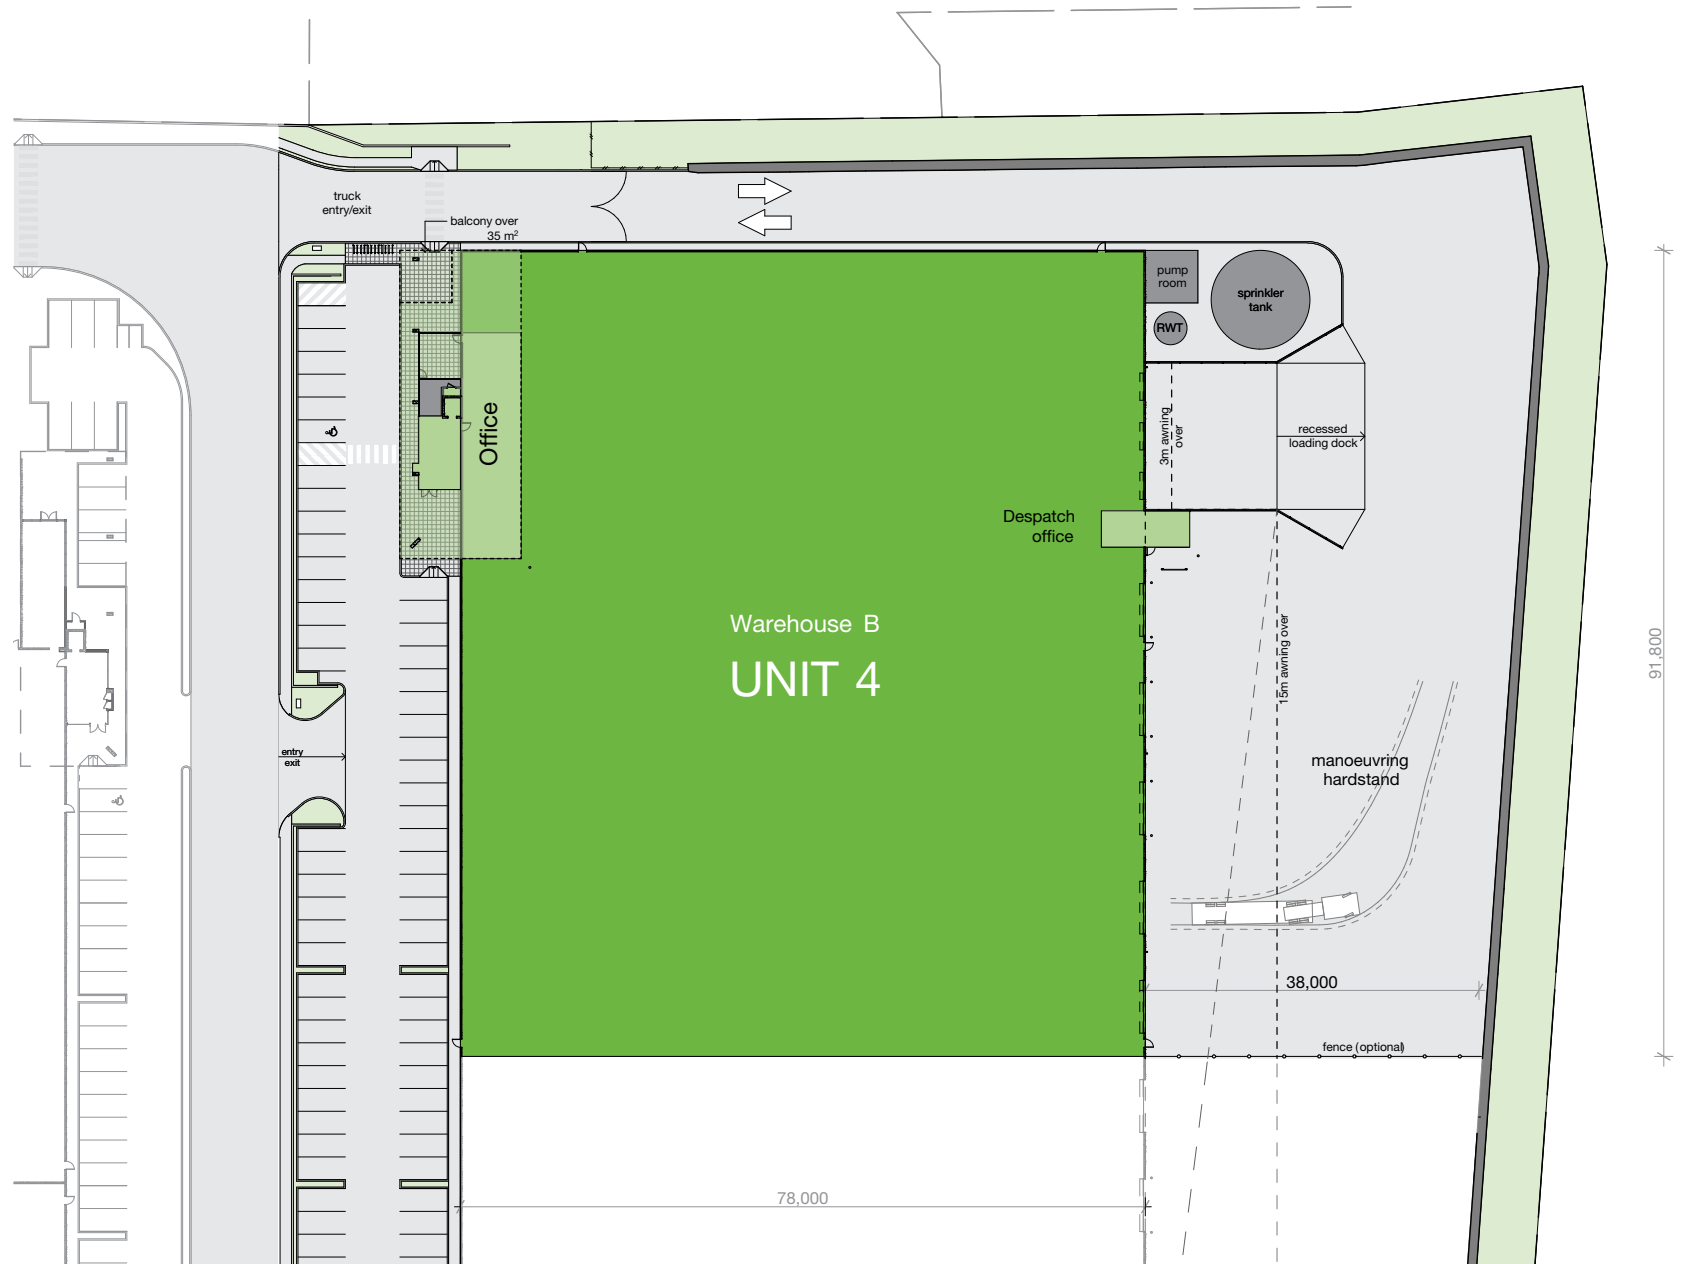 truck
entry/exit
balcony over
35 m²
pump
room
sprinkler
tank
RWT
Office
3m awning
over
recessed
loading dock
Despatch
office
Warehouse B
UNIT 4
15m awning over
91,800
entry
exit
manoeuvring
hardstand
38,000
fence (optional)
78,000